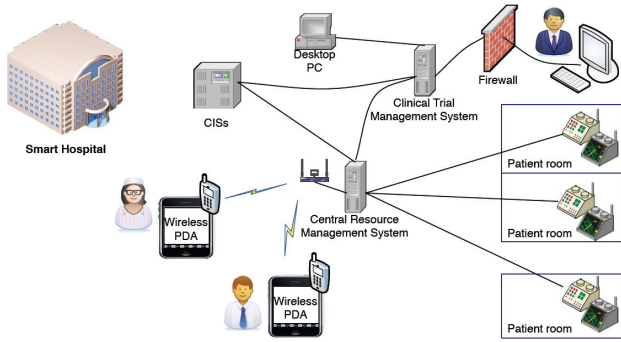 Desktop
PC
Firewall
Clinical Trial
Management System
CISs
Smart Hospital
Patient room
Wireless
PDA
Patient room
Central Resource
Management System
Wireless
PDA
Patient room